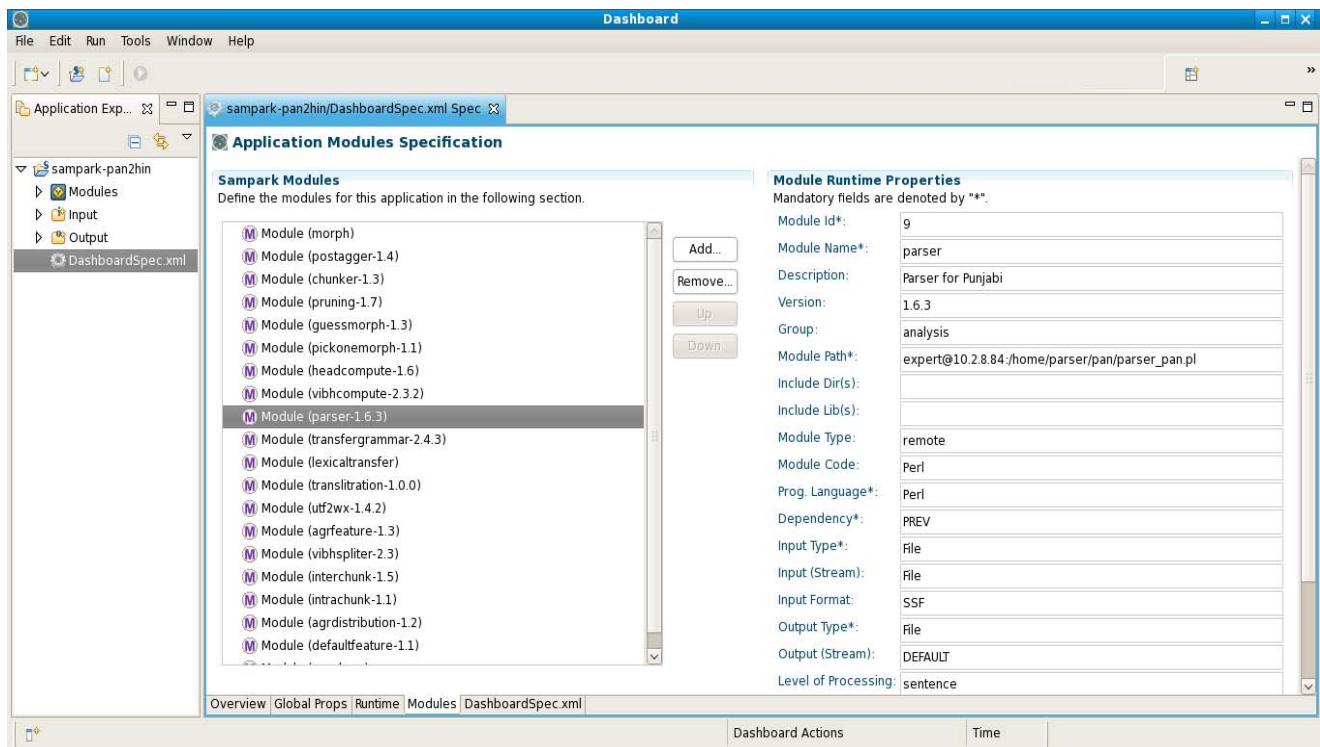 Dashboard
File Edit Run Tools Window Help
»
Application Exp...
sampark-pan2hin/DashboardSpec.xml Spec
sampark-pan2hin
Modules
Input
Output
DashboardSpec.xml
Application Modules Specification
Sampark Modules
Define the modules for this application in the following section.
Module (morph)
Module (postagger-1.4)
Module (chunker-1.3)
Module (pruning-1.7)
Module (guessmorph-1.3)
Module (pickonemorph-1.1)
Module (headcompute-1.6)
Module (vibhcompute-2.3.2)
Module (parser-1.6.3)
Module (transfergrammar-2.4.3)
Module (lexicaltransfer)
Module (translitration-1.0.0)
Module (utf2wx-1.4.2)
Module (agrfeature-1.3)
Module (vibhspliter-2.3)
Module (interchunk-1.5)
Module (intrachunk-1.1)
Module (agrdistribution-1.2)
Module (defaultfeature-1.1)
Add...
Remove...
Up
Down
Module Runtime Properties
Mandatory fields are denoted by "*".
Module Id*: 9
Module Name*: parser
Description: Parser for Punjabi
Version: 1.6.3
Group: analysis
Module Path*: expert@10.2.8.84:/home/parser/pan/parser_pan.pl
Include Dir(s):
Include Lib(s):
Module Type: remote
Module Code: Perl
Prog. Language*: Perl
Dependency*: PREV
Input Type*: File
Input (Stream): File
Input Format: SSF
Output Type*: File
Output (Stream): DEFAULT
Level of Processing: sentence
Overview Global Props Runtime Modules DashboardSpec.xml
Dashboard Actions Time